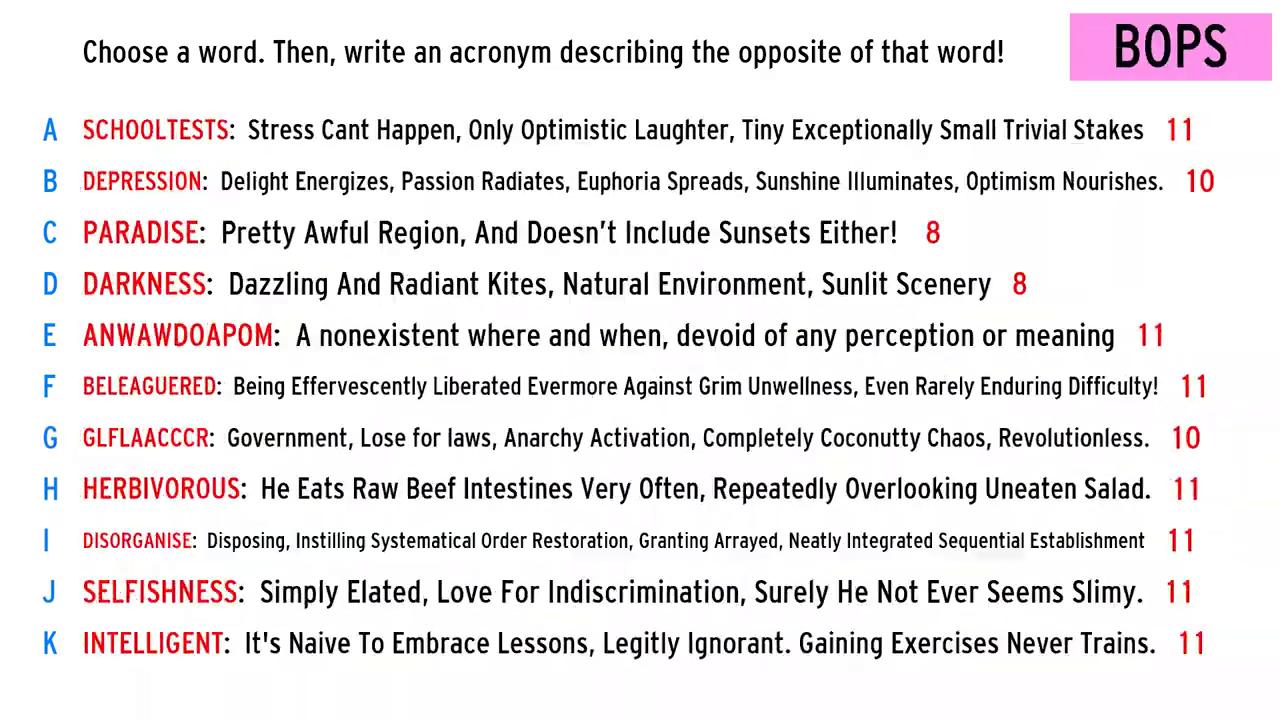 Choose a word. Then, write an acronym describing the opposite of that word!
BOPS
A SCHOOLTESTS: Stress Cant Happen, Only Optimistic Laughter, Tiny Exceptionally Small Trivial Stakes 11
B DEPRESSION: Delight Energizes, Passion Radiates, Euphoria Spreads, Sunshine Illuminates, Optimism Nourishes. 10
C PARADISE: Pretty Awful Region, And Doesn't Include Sunsets Either! 8
D DARKNESS: Dazzling And Radiant Kites, Natural Environment, Sunlit Scenery 8
E ANWAWDOAPOM: A nonexistent where and when, devoid of any perception or meaning 11
F BELEAGUERED: Being Effervescently Liberated Evermore Against Grim Unwellness, Even Rarely Enduring Difficulty! 11
G GLFLAACCCR: Government, Lose for laws, Anarchy Activation, Completely Coconutty Chaos, Revolutionless. 10
H HERBIVOROUS: He Eats Raw Beef Intestines Very Often, Repeatedly Overlooking Uneaten Salad. 11
I DISORGANISE: Disposing, Instilling Systematical Order Restoration, Granting Arrayed, Neatly Integrated Sequential Establishment 11
J SELFISHNESS: Simply Elated, Love For Indiscrimination, Surely He Not Ever Seems Slimy. 11
K INTELLIGENT: It's Naive To Embrace Lessons, Legitly Ignorant. Gaining Exercises Never Trains. 11